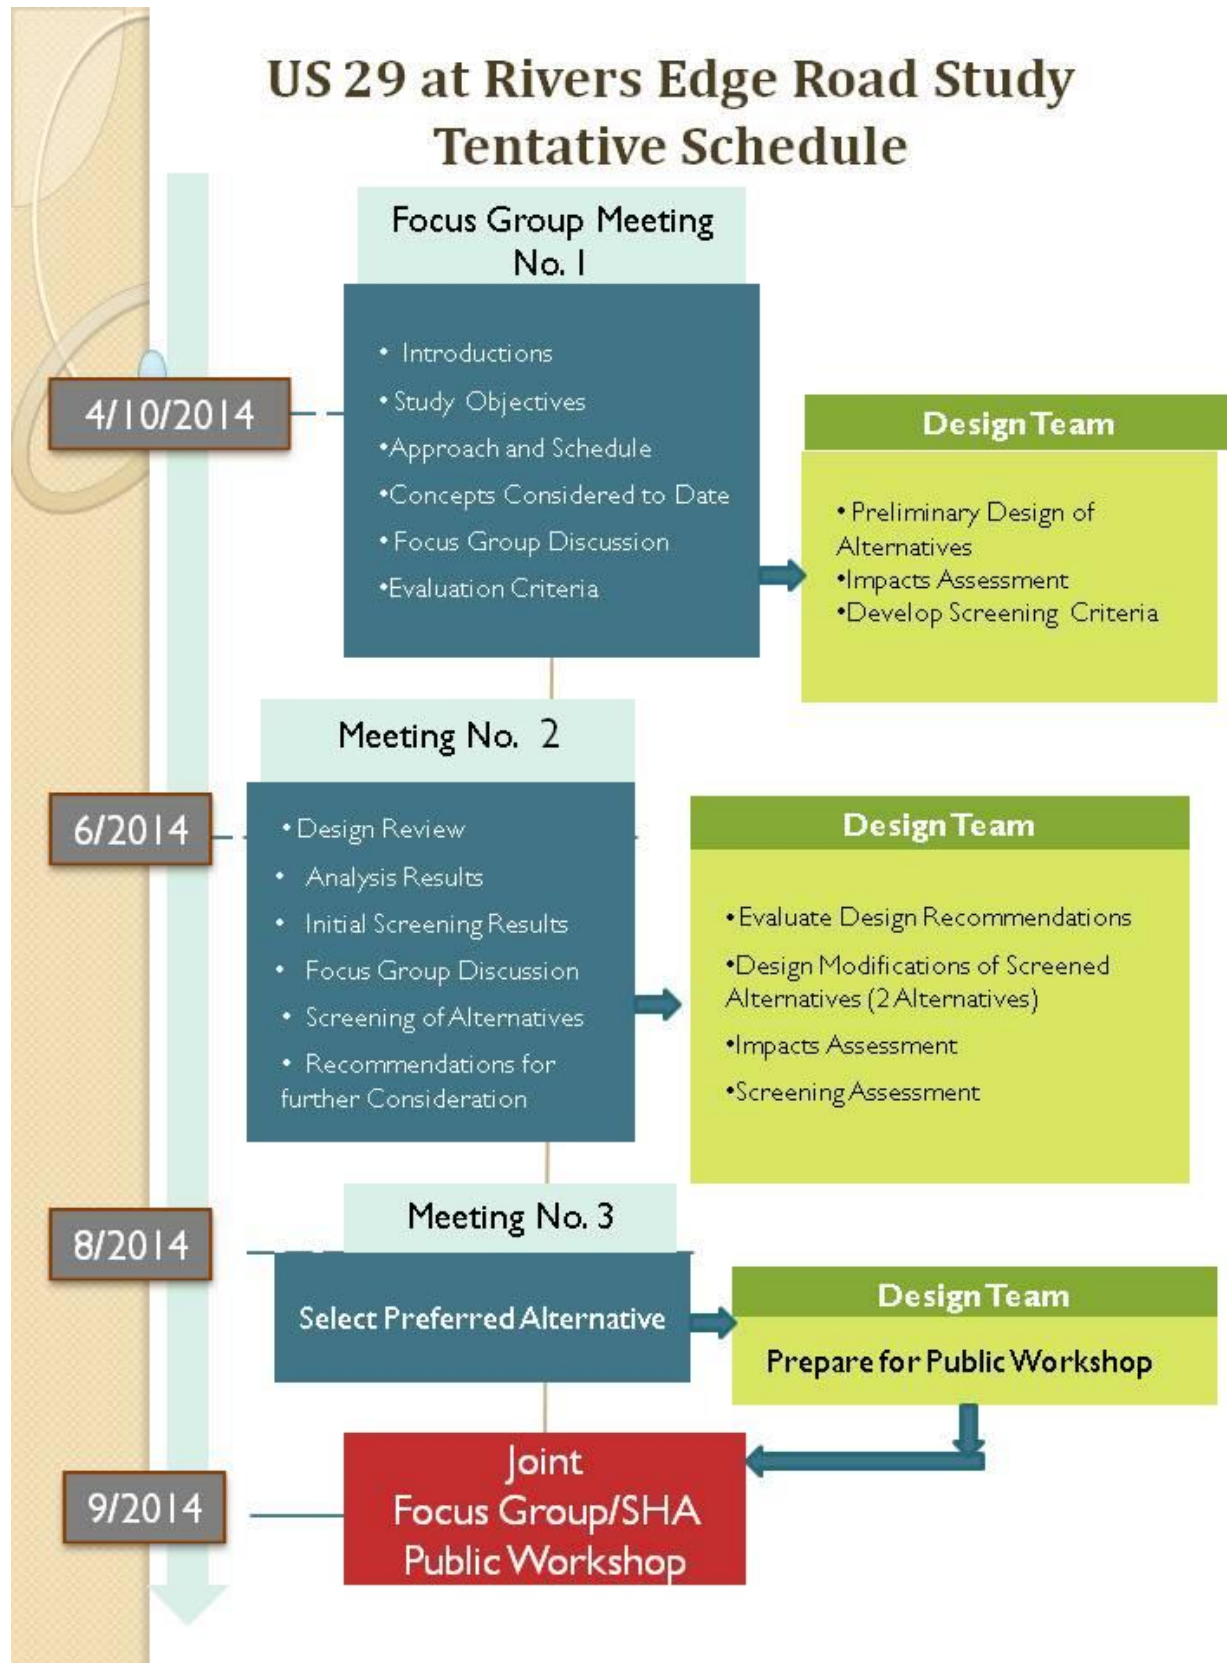 US 29 at Rivers Edge Road Study
Tentative Schedule
Focus Group Meeting
No. 1
4/10/2014
• Introductions
• Study Objectives
•Approach and Schedule
•Concepts Considered to Date
• Focus Group Discussion
•Evaluation Criteria
Design Team
• Preliminary Design of
Alternatives
•Impacts Assessment
•Develop Screening Criteria
Meeting No. 2
6/2014
• Design Review
• Analysis Results
• Initial Screening Results
• Focus Group Discussion
• Screening of Alternatives
• Recommendations for
further Consideration
Design Team
•Evaluate Design Recommendations
•Design Modifications of Screened
Alternatives (2 Alternatives)
•Impacts Assessment
•Screening Assessment
Meeting No. 3
8/2014
Select Preferred Alternative
Design Team
Prepare for Public Workshop
9/2014
Joint
Focus Group/SHA
Public Workshop